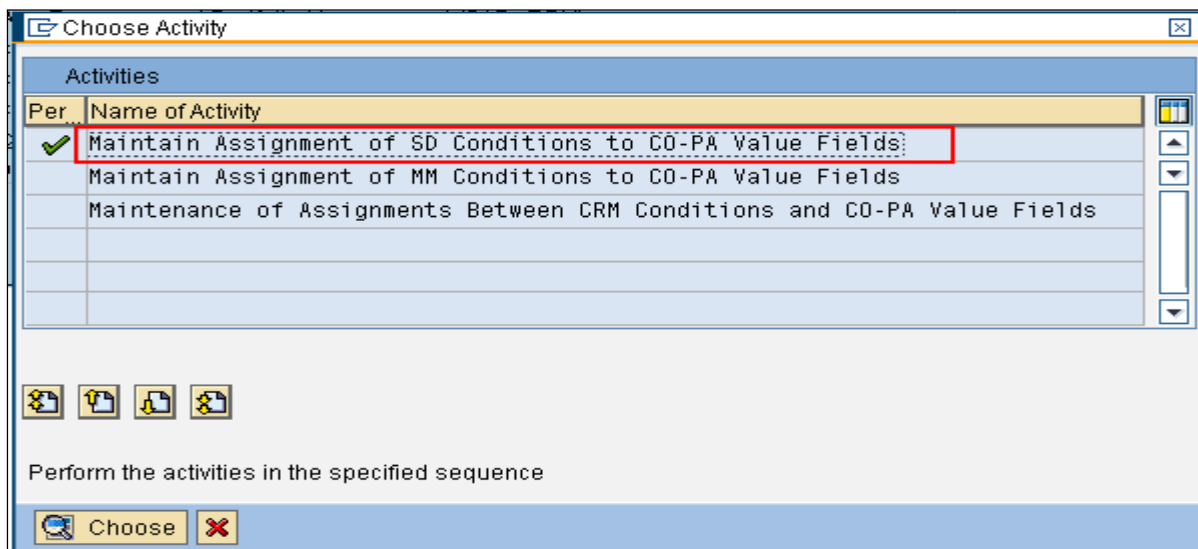 Choose Activity
Activities
Per... Name of Activity
Maintain Assignment of SD Conditions to CO-PA Value Fields
Maintain Assignment of MM Conditions to CO-PA Value Fields
Maintenance of Assignments Between CRM Conditions and CO-PA Value Fields
Perform the activities in the specified sequence
Choose